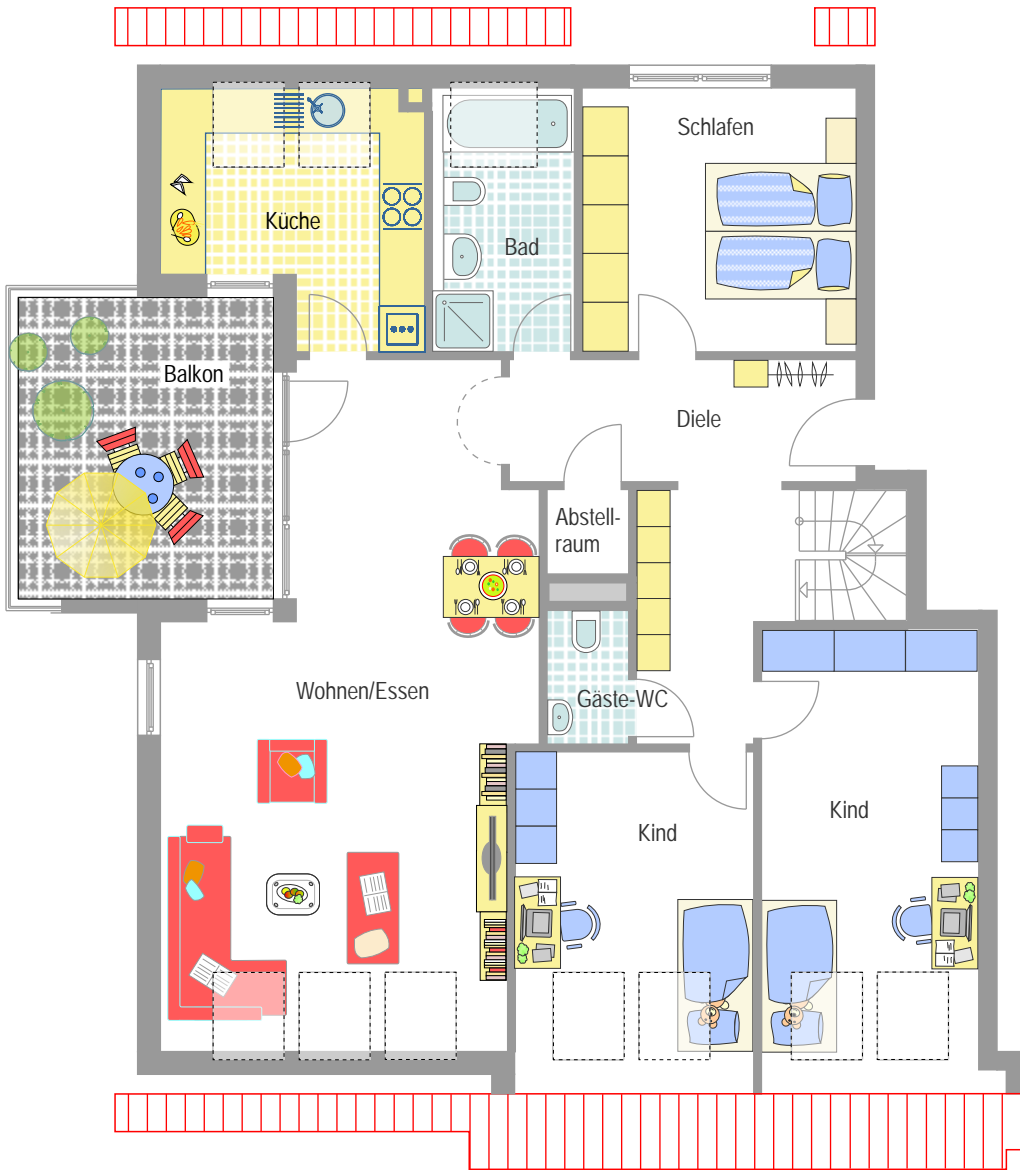 Schlafen
Küche
Bad
Balkon
Diele
Abstell-
raum
Wohnen/Essen
Gäste-WC
Kind
Kind